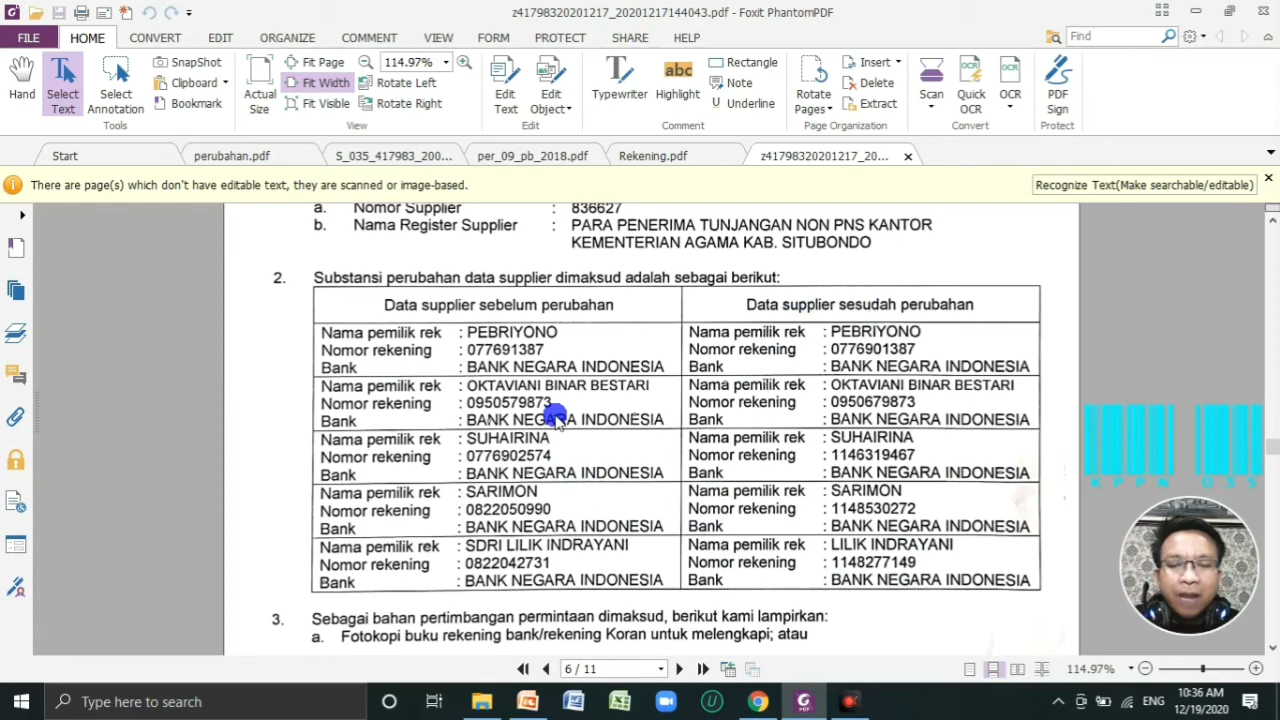 z41798320201217_20201217144043.pdf - Foxit PhantomPDF
FILE HOME CONVERT EDIT ORGANIZE COMMENT VIEW FORM PROTECT SHARE HELP Find
Hand
Select Text
Select Annotation
SnapShot
Clipboard
Bookmark
Tools
Actual Size
Fit Page
Fit Width
Fit Visible
114.97%
Rotate Left
Rotate Right
View
Edit Text
Edit Object
Edit
Typewriter
abc
Highlight
Rectangle
Note
Underline
Comment
Rotate Pages
Insert
Delete
Extract
Page Organization
Scan
OCR
Quick OCR
OCR
OCR
Convert
PDF Sign
Protect
Start perubahan.pdf S_035_417983_200... per_09_pb_2018.pdf Rekening.pdf z41798320201217_20...
There are page(s) which don't have editable text, they are scanned or image-based. Recognize Text(Make searchable/editable)
a. Nomor Supplier : 836627
b. Nama Register Supplier : PARA PENERIMA TUNJANGAN NON PNS KANTOR
KEMENTERIAN AGAMA KAB. SITUBONDO
2. Substansi perubahan data supplier dimaksud adalah sebagai berikut:
Data supplier sebelum perubahan Data supplier sesudah perubahan
Nama pemilik rek : PEBRIYONO Nama pemilik rek : PEBRIYONO
Nomor rekening : 077691387 Nomor rekening : 0776901387
Bank : BANK NEGARA INDONESIA Bank : BANK NEGARA INDONESIA
Nama pemilik rek : OKTAVIANI BINAR BESTARI Nama pemilik rek : OKTAVIANI BINAR BESTARI
Nomor rekening : 0950579873 Nomor rekening : 0950679873
Bank : BANK NEGARA INDONESIA Bank : BANK NEGARA INDONESIA
Nama pemilik rek : SUHAIRINA Nama pemilik rek : SUHAIRINA
Nomor rekening : 0776902574 Nomor rekening : 1146319467
Bank : BANK NEGARA INDONESIA Bank : BANK NEGARA INDONESIA
Nama pemilik rek : SARIMON Nama pemilik rek : SARIMON
Nomor rekening : 0822050990 Nomor rekening : 1148530272
Bank : BANK NEGARA INDONESIA Bank : BANK NEGARA INDONESIA
Nama pemilik rek : SDRI LILIK INDRAYANI Nama pemilik rek : LILIK INDRAYANI
Nomor rekening : 0822042731 Nomor rekening : 1148277149
Bank : BANK NEGARA INDONESIA Bank : BANK NEGARA INDONESIA
3. Sebagai bahan pertimbangan permintaan dimaksud, berikut kami lampirkan:
a. Fotokopi buku rekening bank/rekening Koran untuk melengkapi; atau
KPPN 035
6 / 11 114.97%
Type here to search
ENG
10:36 AM
12/19/2020